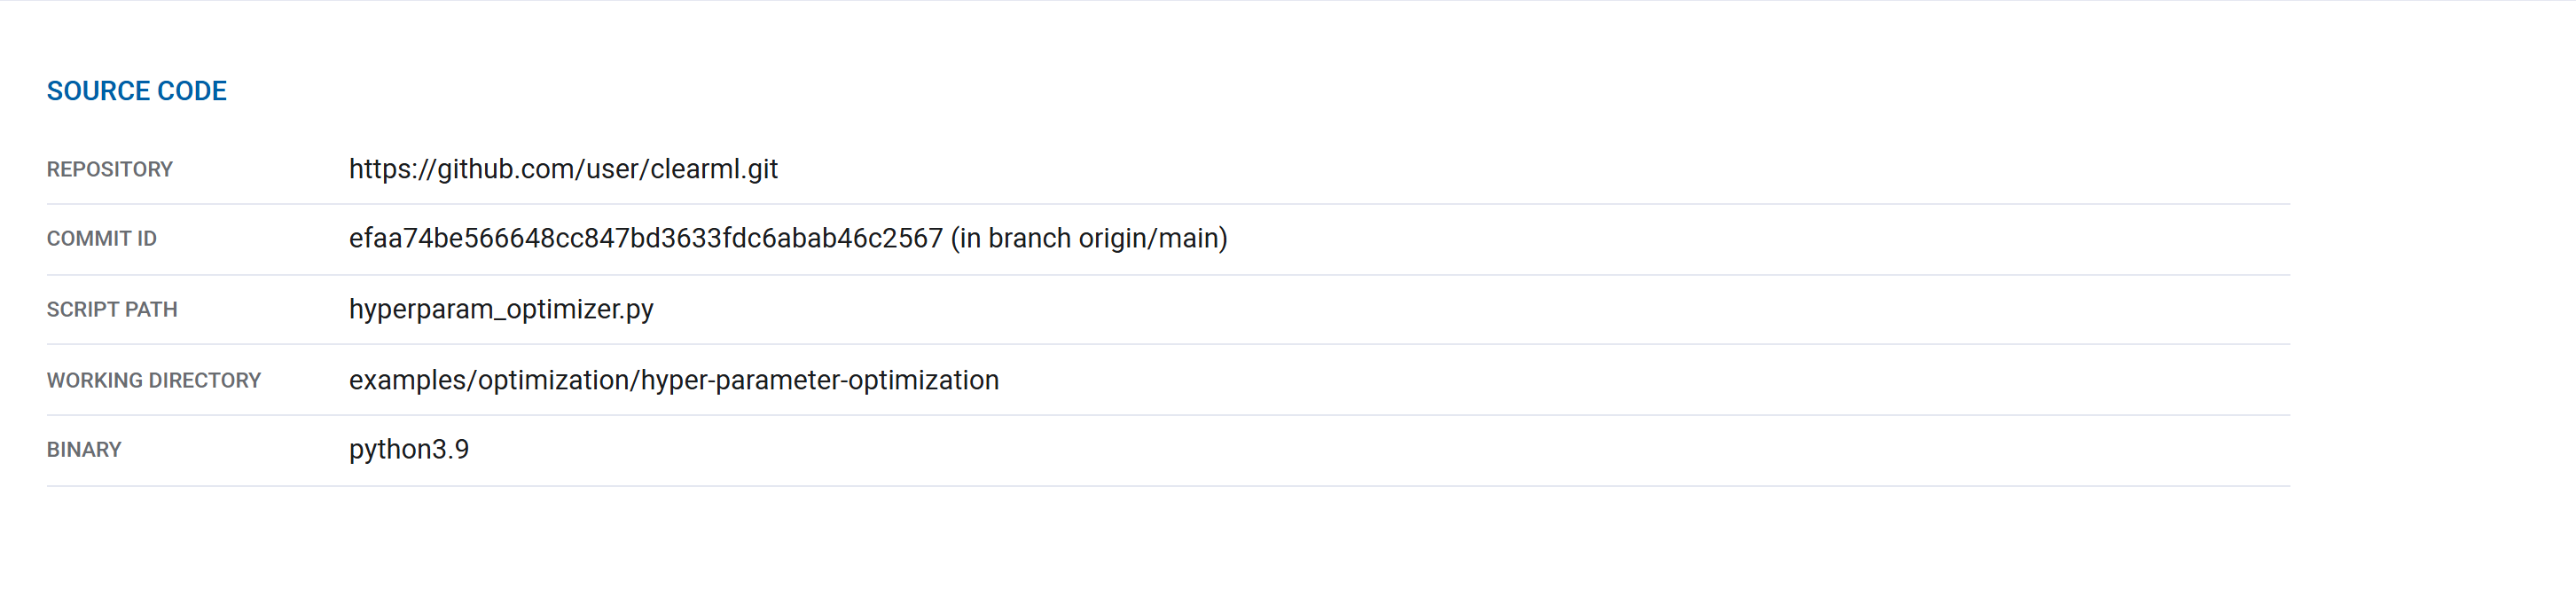 SOURCE CODE
REPOSITORY https://github.com/user/clearml.git
COMMIT ID efaa74be566648cc847bd3633fdc6abab46c2567 (in branch origin/main)
SCRIPT PATH hyperparam_optimizer.py
WORKING DIRECTORY examples/optimization/hyper-parameter-optimization
BINARY python3.9